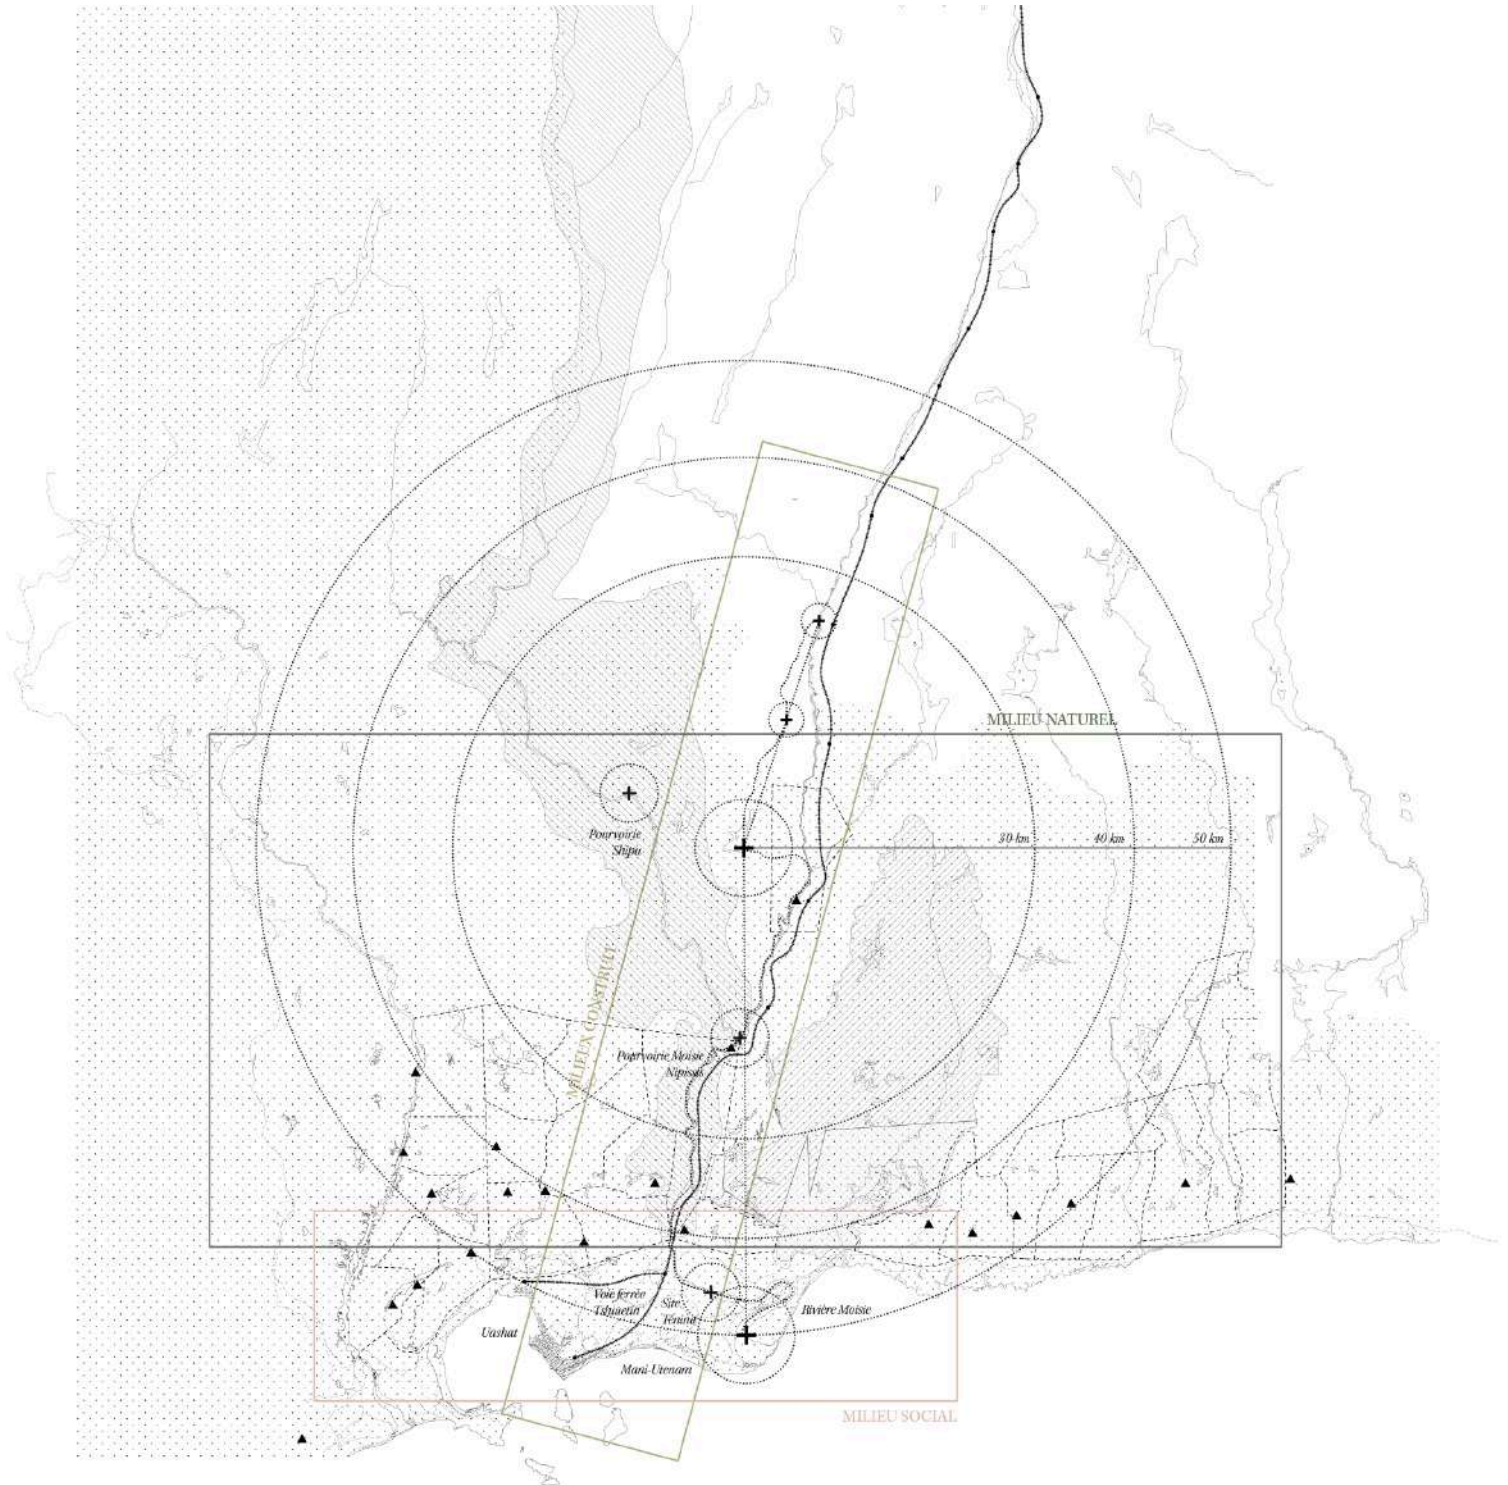 MILIEU NATUREL
Pourvoirie
Shipu
30 km
40 km
50 km
MILIEUX CONSTRUIT
Pourvoirie Moisie
Nipissis
Voie ferrée
Tshiuetin
Site
Rivière Moisie
Uashat
Mani-Utenam
MILIEU SOCIAL